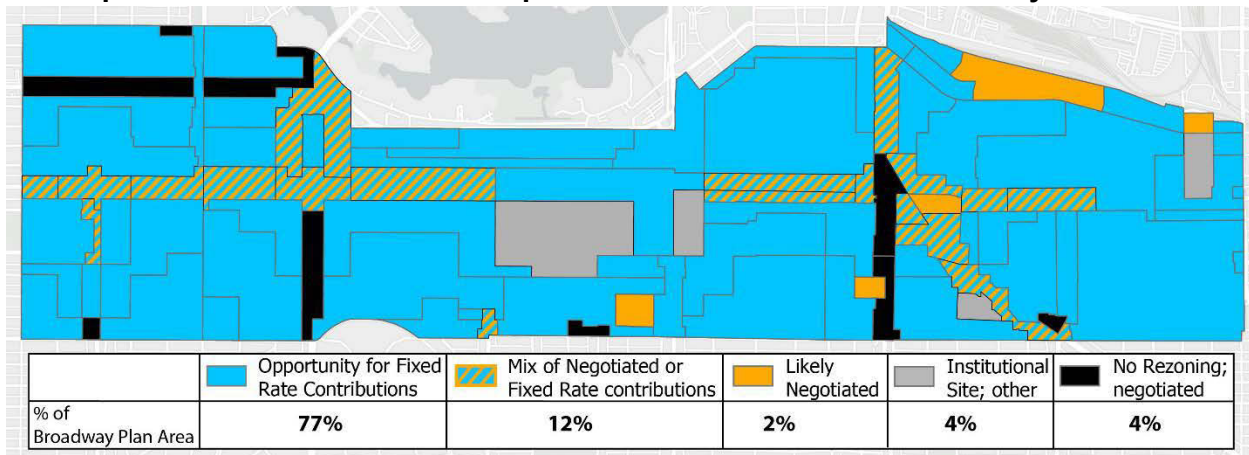 Opportunity for Fixed
Rate Contributions
Mix of Negotiated or
Fixed Rate contributions
Likely
Negotiated
Institutional
Site; other
No Rezoning;
negotiated
% of
Broadway Plan Area
77%
12%
2%
4%
4%